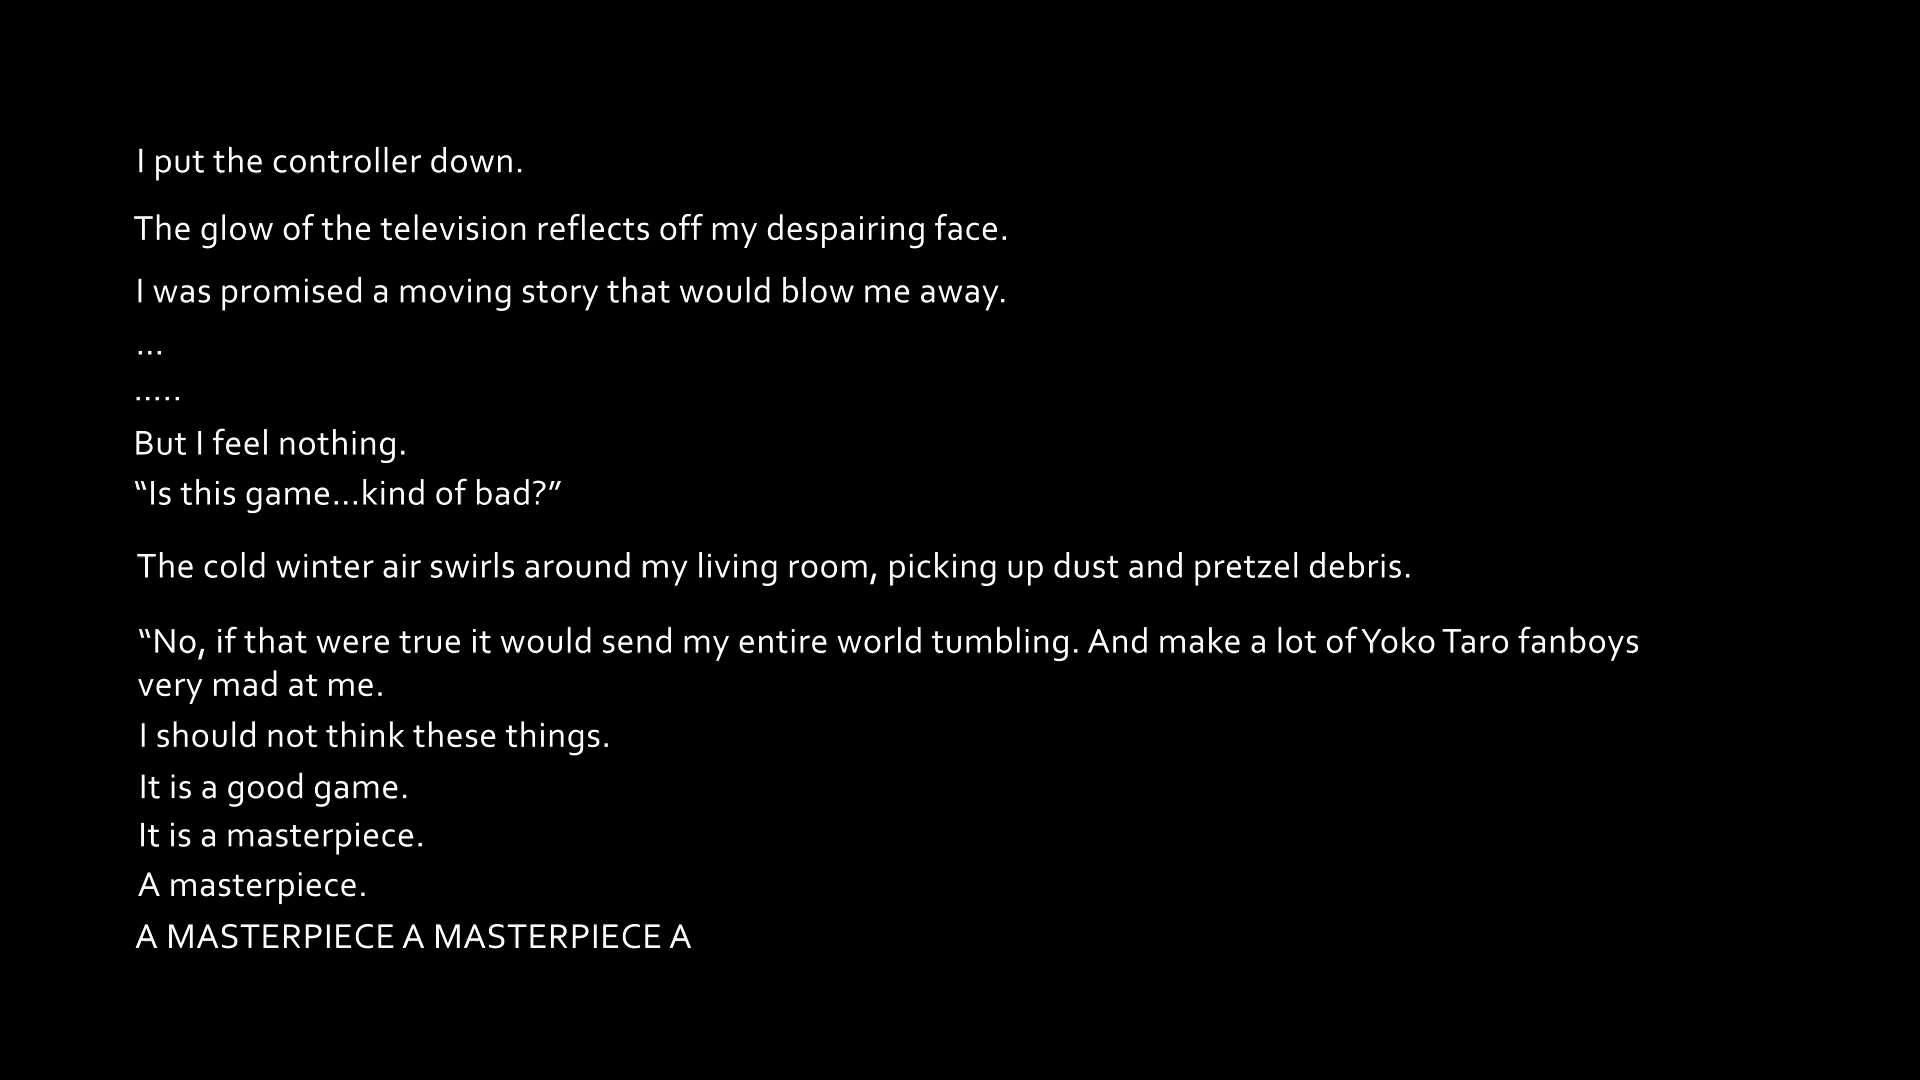 I put the controller down.
The glow of the television reflects off my despairing face.
I was promised a moving story that would blow me away.
...
.....
But I feel nothing.
“Is this game...kind of bad?”
The cold winter air swirls around my living room, picking up dust and pretzel debris.
“No, if that were true it would send my entire world tumbling. And make a lot of Yoko Taro fanboys
very mad at me.
I should not think these things.
It is a good game.
It is a masterpiece.
A masterpiece.
A MASTERPIECE A MASTERPIECE A